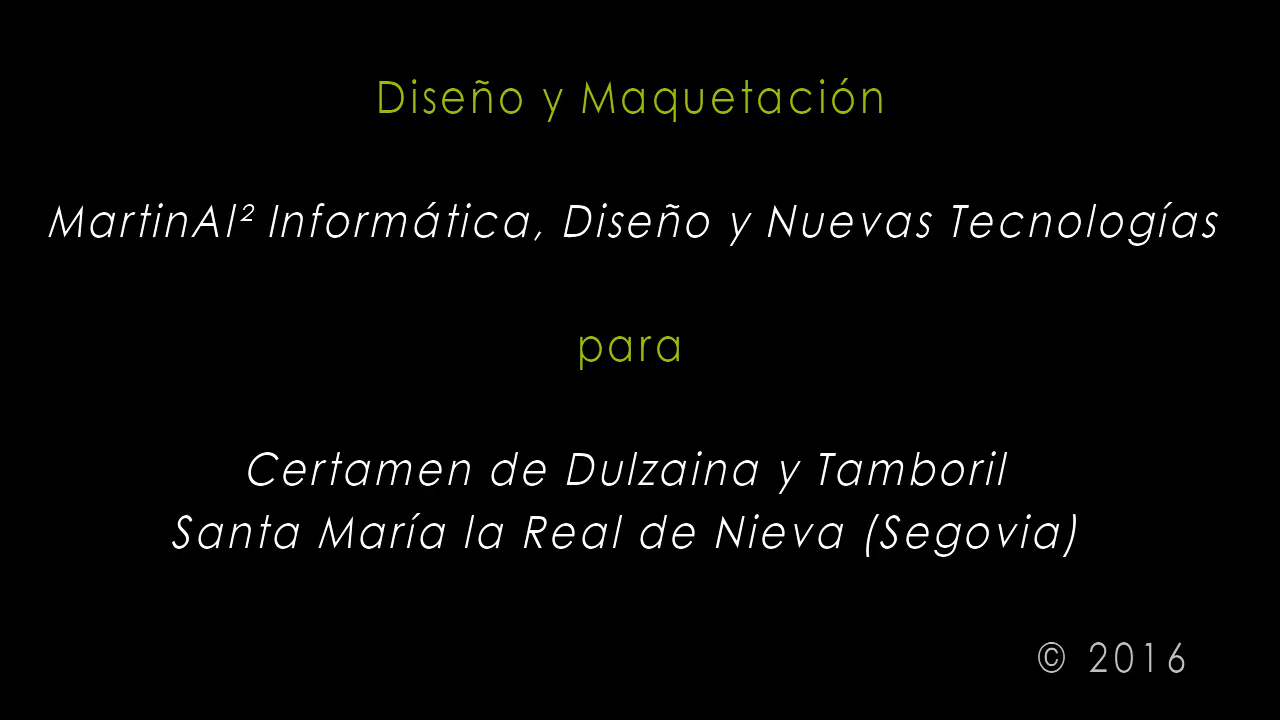 Diseño y Maquetación
MartinAl² Informática, Diseño y Nuevas Tecnologías
para
Certamen de Dulzaina y Tamboril
Santa María la Real de Nieva (Segovia)
© 2016